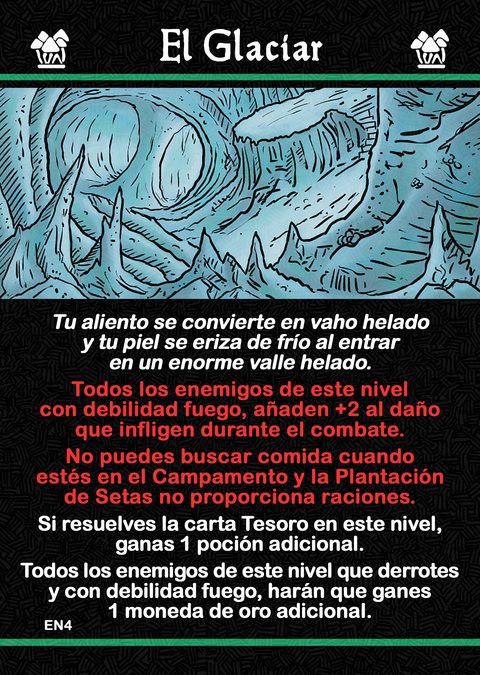 El Glaciar
Tu aliento se convierte en vaho helado
y tu piel se eriza de frío al entrar
en un enorme valle helado.
Todos los enemigos de este nivel
con debilidad fuego, añaden +2 al daño
que infligen durante el combate.
No puedes buscar comida cuando
estés en el Campamento y la Plantación
de Setas no proporciona raciones.
Si resuelves la carta Tesoro en este nivel,
ganas 1 poción adicional.
Todos los enemigos de este nivel que derrotes
y con debilidad fuego, harán que ganes
1 moneda de oro adicional.
EN4